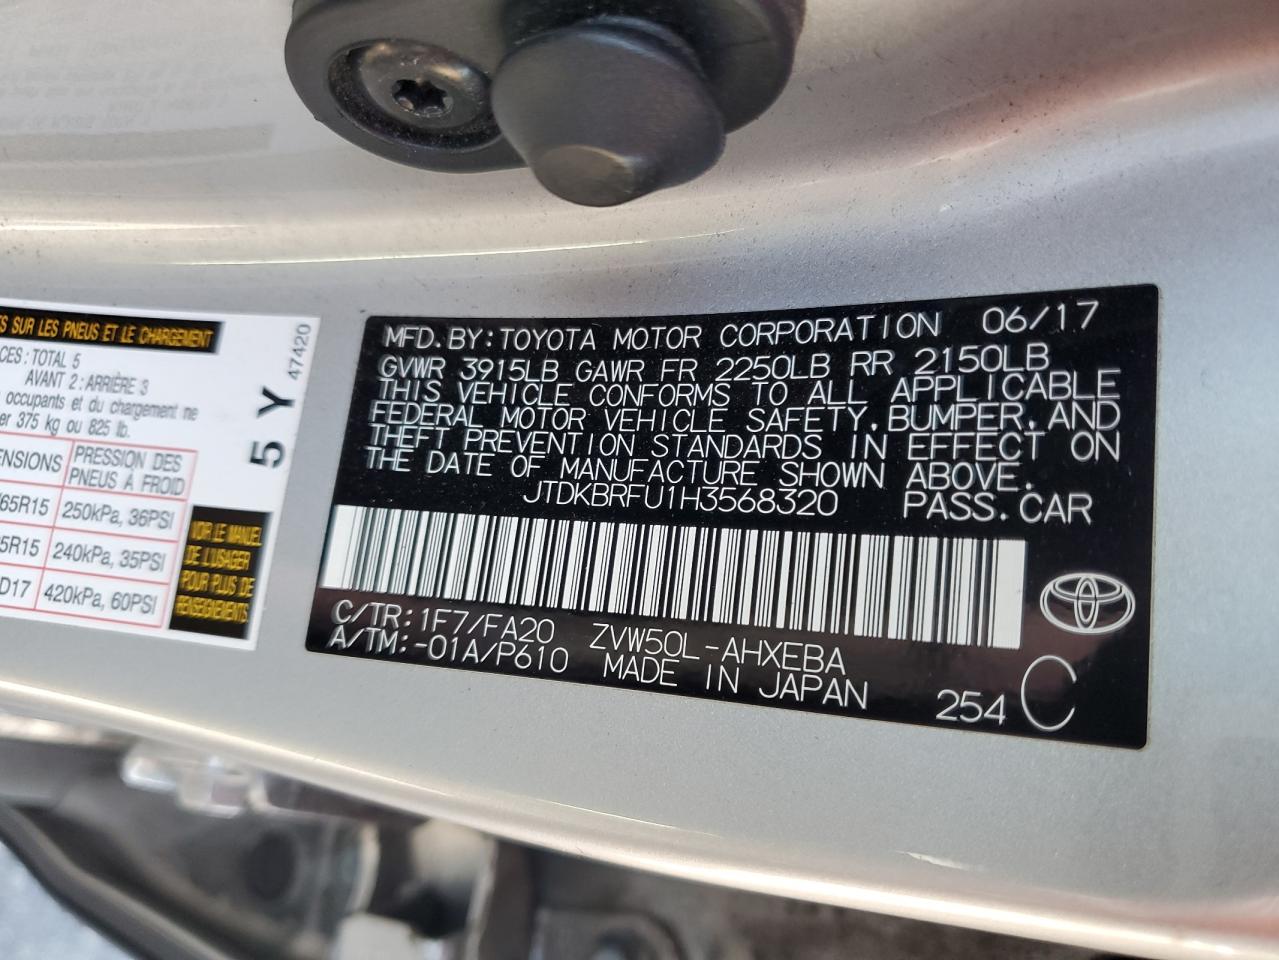 S SUR LES PNEUS ET LE CHARGEMENT
CES: TOTAL 5
AVANT 2: ARRIÈRE 3
occupants et du chargement ne
er 375 kg ou 825 lb.
ENSIONS PRESSION DES
PNEUS À FROID
/65R15 250kPa, 36PSI
5R15 240kPa, 35PSI
D17 420kPa, 60PSI
VOIR LE MANUEL
DE L'USAGER
POUR PLUS DE
RENSEIGNEMENTS
5 Y
47420
MFD.BY:TOYOTA MOTOR CORPORATION 06/17
GVWR 3915LB GAWR FR 2250LB RR 2150LB
THIS VEHICLE CONFORMS TO ALL APPLICABLE
FEDERAL MOTOR VEHICLE SAFETY,BUMPER,AND
THEFT PREVENTION STANDARDS IN EFFECT ON
THE DATE OF MANUFACTURE SHOWN ABOVE.
JTDKBRFU1H3568320 PASS.CAR
C/TR:1F7/FA20 ZVW50L-AHXEBA
A/TM:-01A/P610 MADE IN JAPAN
254 C